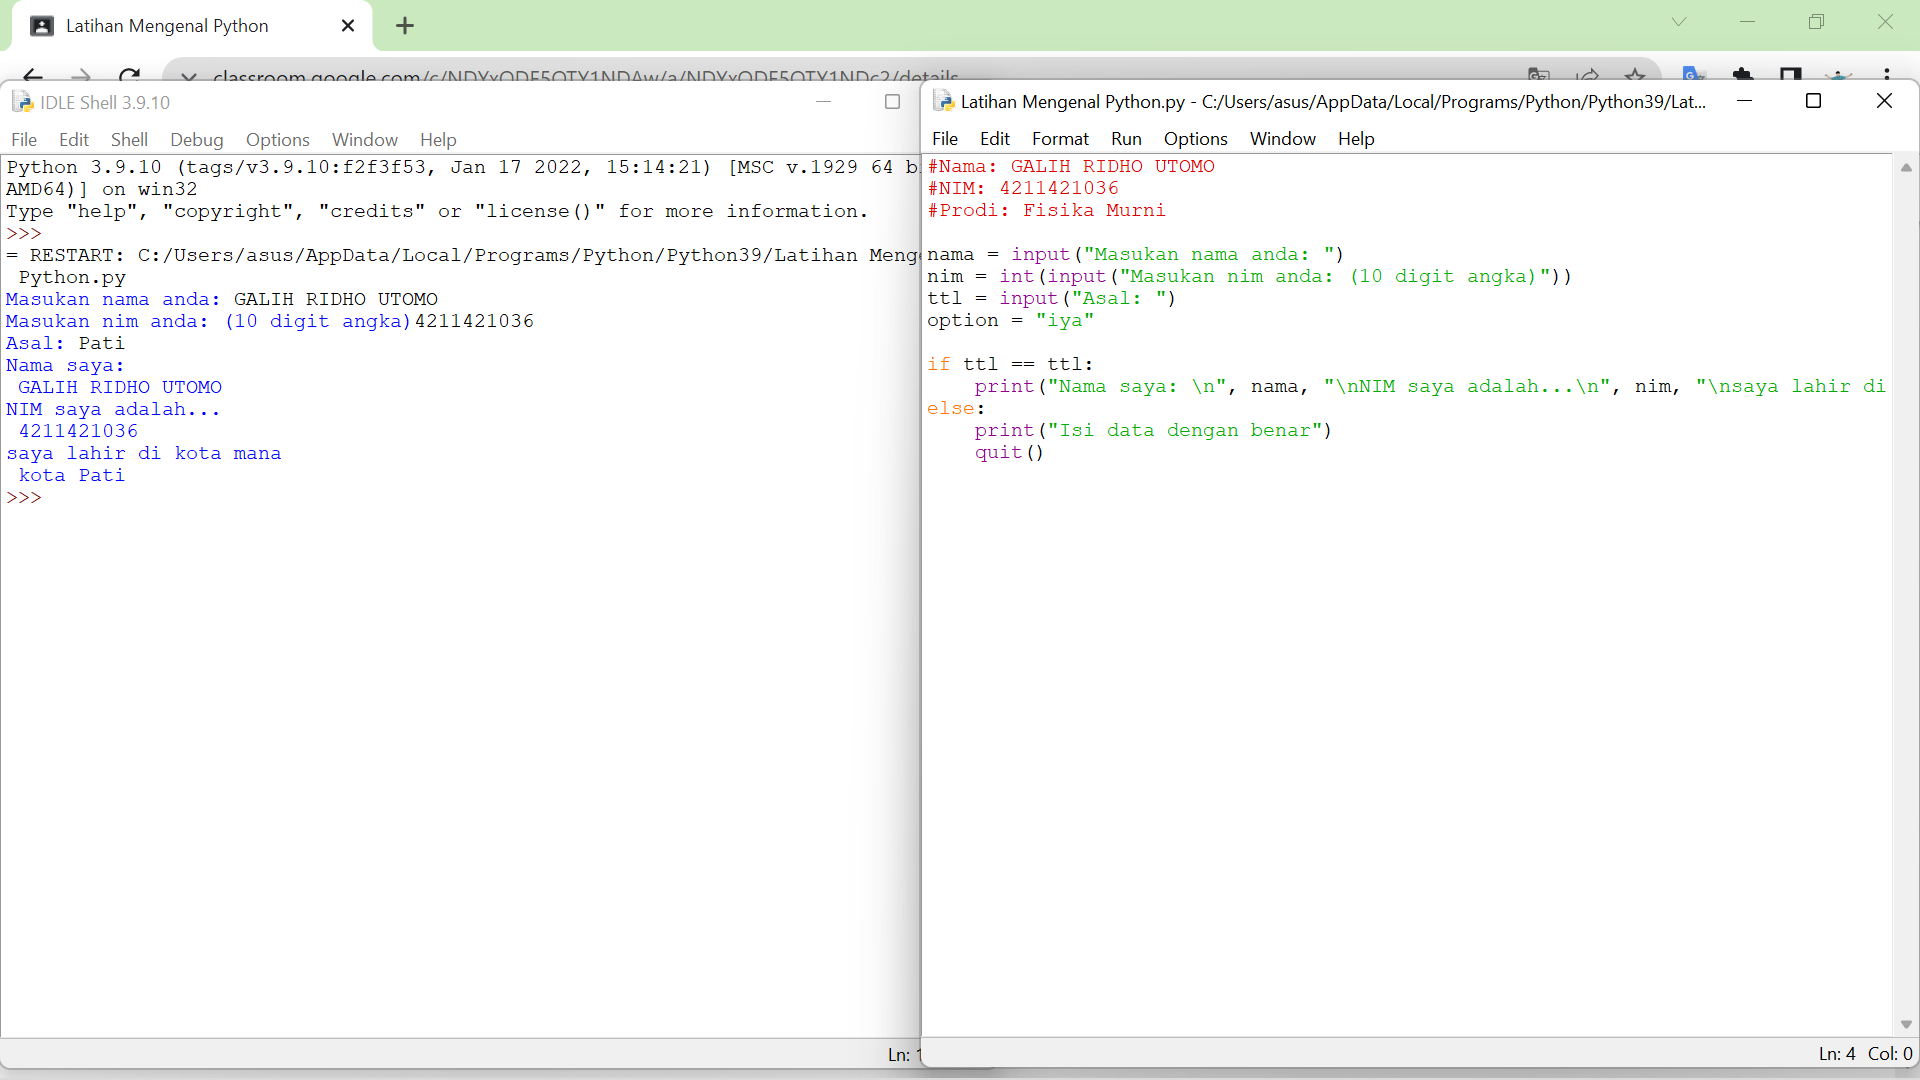 Latihan Mengenal Python
classroom.google.com/c/NDYxODE5OTY1NDAw/a/NDYxODE5OTY1NDc2/details
IDLE Shell 3.9.10
File Edit Shell Debug Options Window Help
Python 3.9.10 (tags/v3.9.10:f2f3f53, Jan 17 2022, 15:14:21) [MSC v.1929 64
AMD64)] on win32
Type "help", "copyright", "credits" or "license()" for more information.
>>>
= RESTART: C:/Users/asus/AppData/Local/Programs/Python/Python39/Latihan Menge
Python.py
Masukan nama anda: GALIH RIDHO UTOMO
Masukan nim anda: (10 digit angka)4211421036
Asal: Pati
Nama saya:
GALIH RIDHO UTOMO
NIM saya adalah...
4211421036
saya lahir di kota mana
kota Pati
>>>
Ln:
Latihan Mengenal Python.py - C:/Users/asus/AppData/Local/Programs/Python/Python39/Lat...
File Edit Format Run Options Window Help
#Nama: GALIH RIDHO UTOMO
#NIM: 4211421036
#Prodi: Fisika Murni
nama = input("Masukan nama anda: ")
nim = int(input("Masukan nim anda: (10 digit angka)"))
ttl = input("Asal: ")
option = "iya"
if ttl == ttl:
print("Nama saya: \n", nama, "\nNIM saya adalah...\n", nim, "\nsaya lahir di
else:
print("Isi data dengan benar")
quit()
Ln: 4 Col: 0